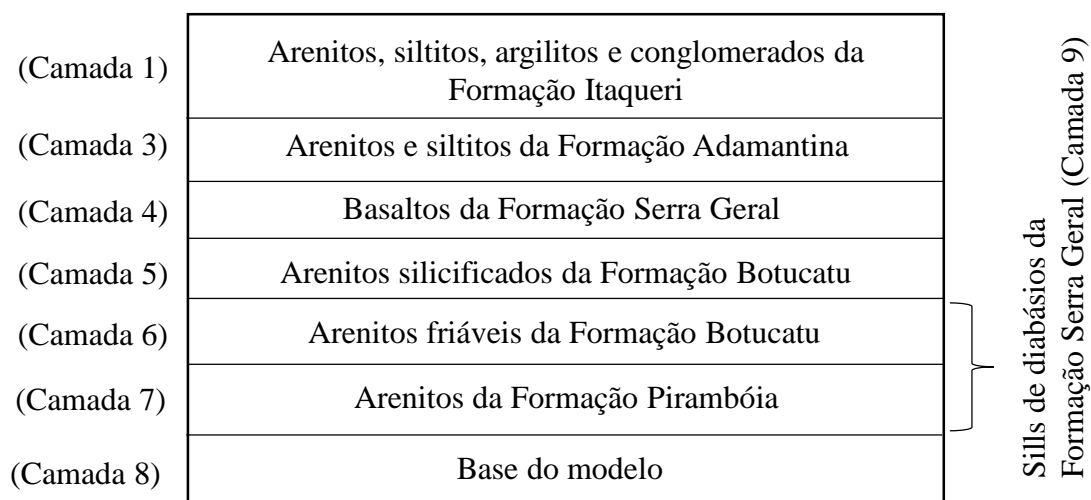 (Camada 1)
Arenitos, siltitos, argilitos e conglomerados da
Formação Itaqueri
(Camada 3)
Arenitos e siltitos da Formação Adamantina
(Camada 4)
Basaltos da Formação Serra Geral
(Camada 5)
Arenitos silicificados da Formação Botucatu
(Camada 6)
Arenitos friáveis da Formação Botucatu
(Camada 7)
Arenitos da Formação Pirambóia
(Camada 8)
Base do modelo
Sills de diabásios da
Formação Serra Geral (Camada 9)